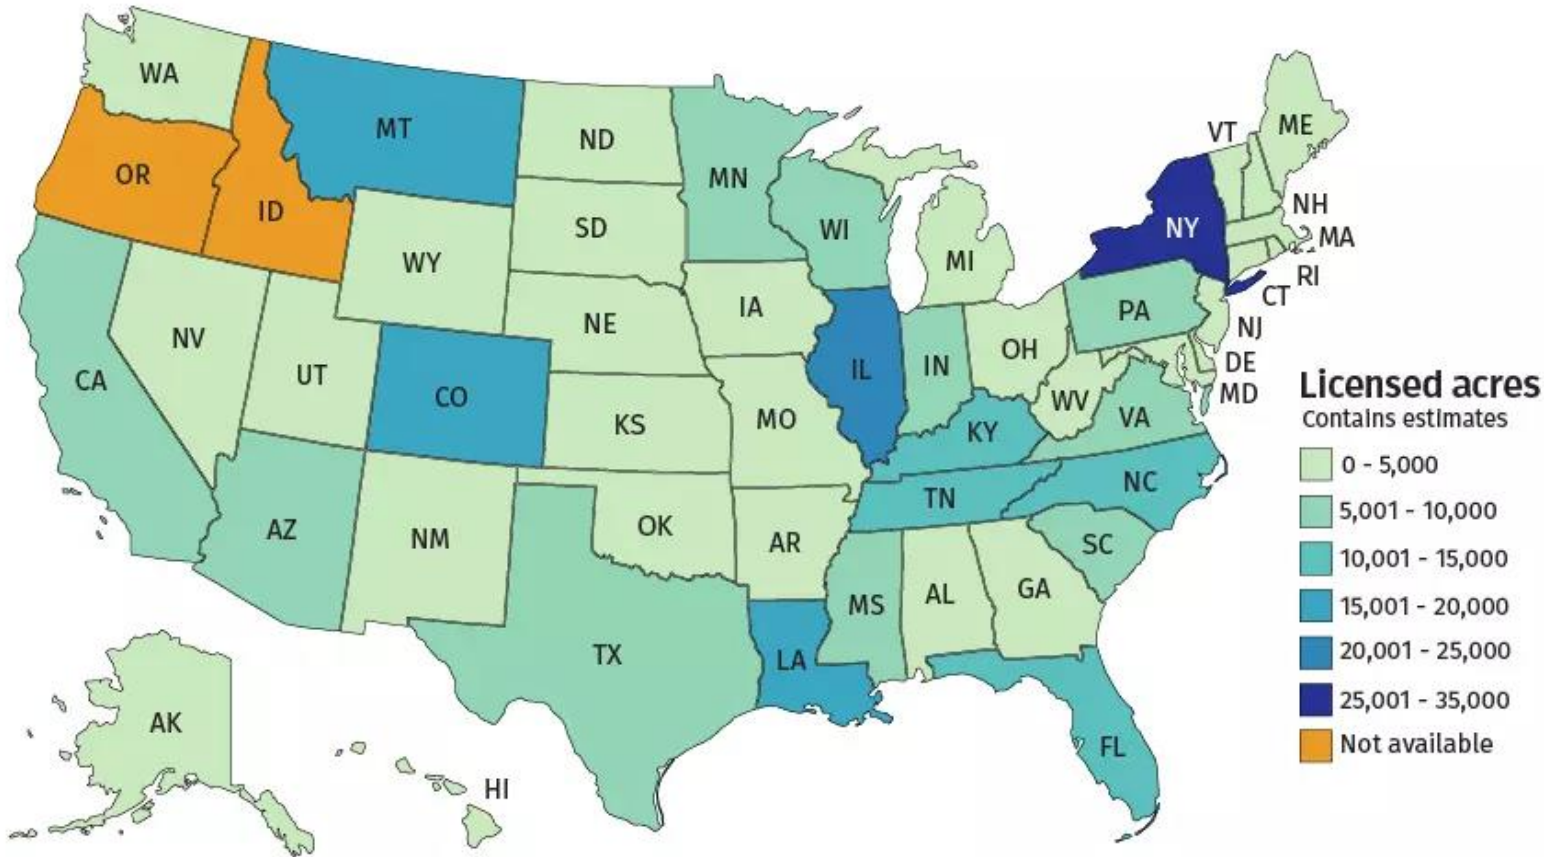 WA
MT
ND
MN
VT
ME
OR
ID
SD
WI
NY
NH
MA
WY
MI
RI
CT
IA
PA
NE
NJ
NV
OH
DE
UT
IL
IN
MD
CA
CO
WV
KS
MO
VA
KY
NC
TN
AZ
NM
OK
AR
SC
GA
AL
MS
TX
LA
AK
FL
HI
Licensed acres
Contains estimates
0 - 5,000
5,001 - 10,000
10,001 - 15,000
15,001 - 20,000
20,001 - 25,000
25,001 - 35,000
Not available